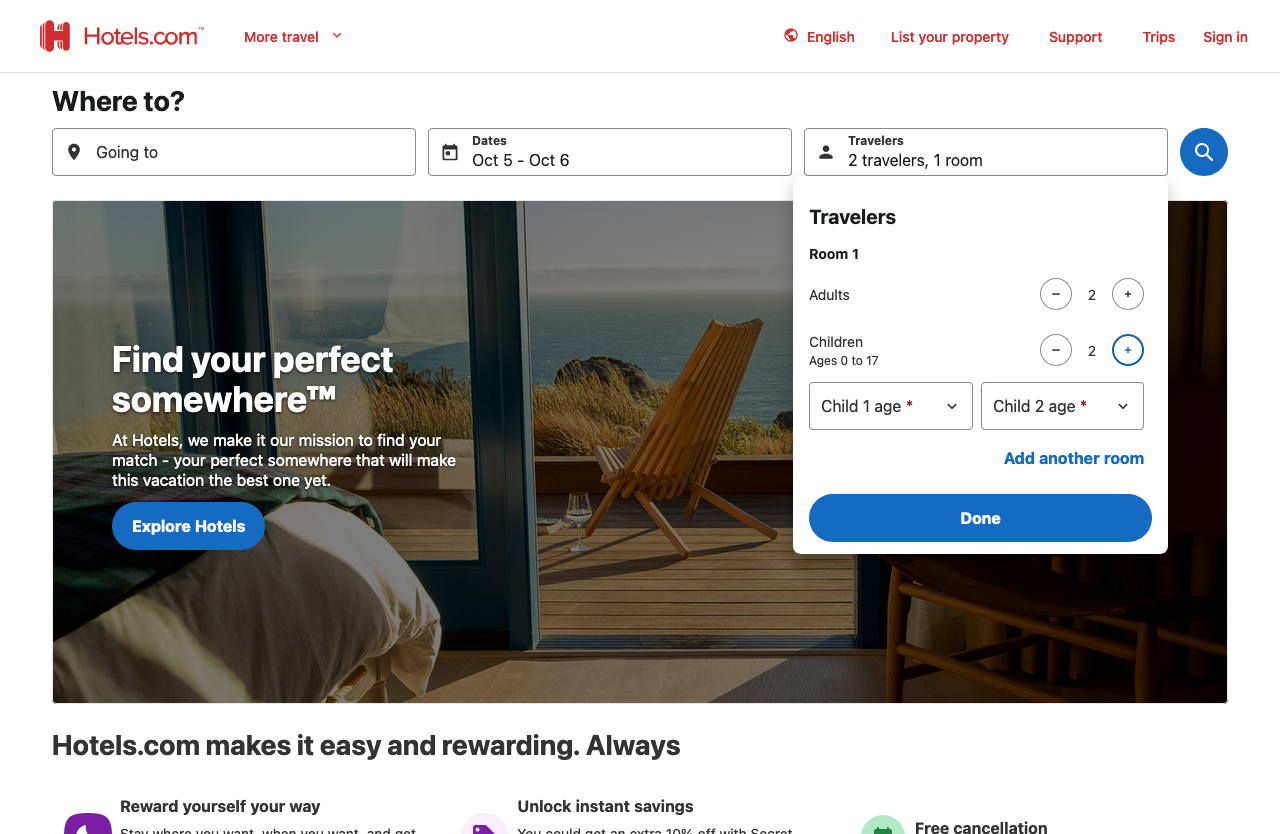 Hotels.com™
More travel
English
List your property
Support
Trips
Sign in
Where to?
Going to
Dates
Oct 5 - Oct 6
Travelers
2 travelers, 1 room
Travelers
Room 1
Adults
2
Children
Ages 0 to 17
2
Child 1 age *
Child 2 age *
Add another room
Done
Find your perfect
somewhere™
At Hotels, we make it our mission to find your
match - your perfect somewhere that will make
this vacation the best one yet.
Explore Hotels
Hotels.com makes it easy and rewarding. Always
Reward yourself your way
Stay where you want, when you want, and get
Unlock instant savings
You could get an extra 10% off with Secret
Free cancellation